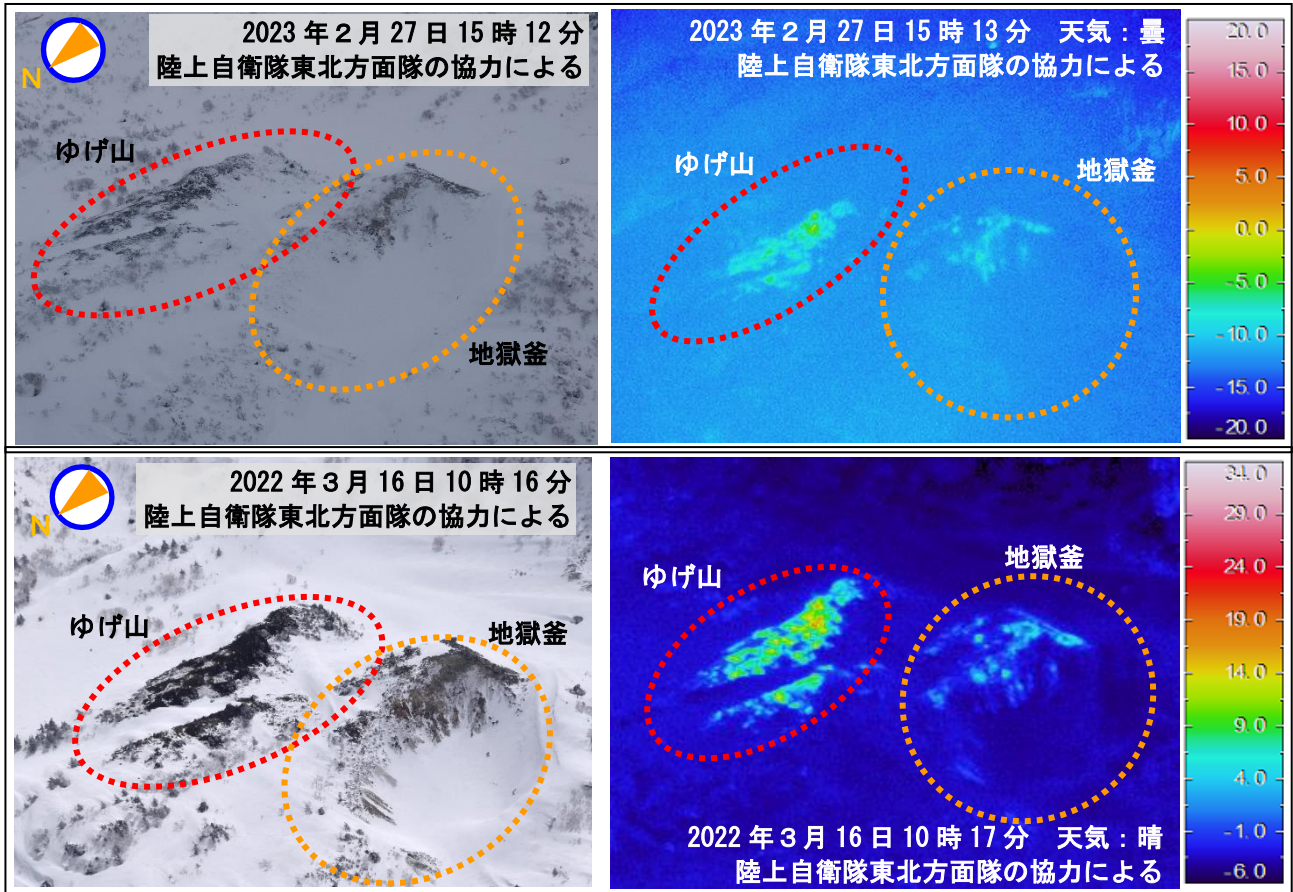 2023年2月27日15時12分
陸上自衛隊東北方面隊の協力による
N
ゆげ山
地獄釜
2023年2月27日15時13分 天気：曇
陸上自衛隊東北方面隊の協力による
ゆげ山
地獄釜
20.0
15.0
10.0
5.0
0.0
-5.0
-10.0
-15.0
-20.0
2022年3月16日10時16分
陸上自衛隊東北方面隊の協力による
N
ゆげ山
地獄釜
ゆげ山
地獄釜
2022年3月16日10時17分 天気：晴
陸上自衛隊東北方面隊の協力による
34.0
29.0
24.0
19.0
14.0
9.0
4.0
-1.0
-6.0